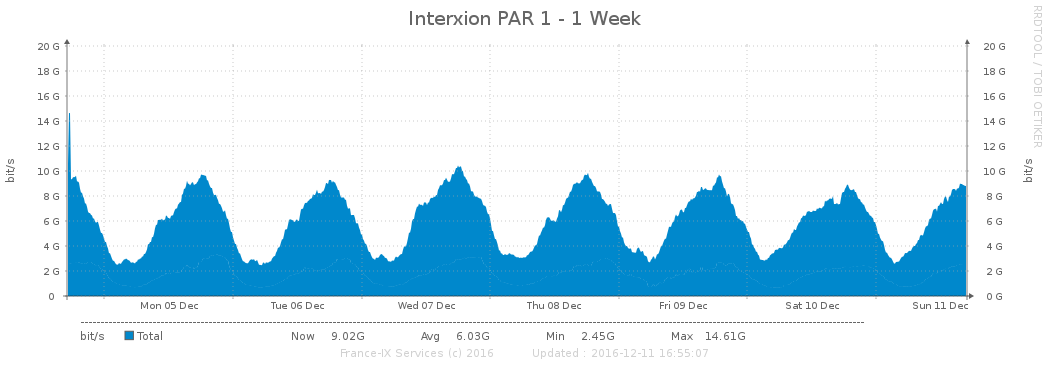 Interxion PAR 1 - 1 Week
RRDTOOL / TOBI OETIKER
bit/s
bit/s
20 G 20 G
18 G 18 G
16 G 16 G
14 G 14 G
12 G 12 G
10 G 10 G
8 G 8 G
6 G 6 G
4 G 4 G
2 G 2 G
0 0 G
Mon 05 Dec Tue 06 Dec Wed 07 Dec Thu 08 Dec Fri 09 Dec Sat 10 Dec Sun 11 Dec
bit/s Total Now 9.02G Avg 6.03G Min 2.45G Max 14.61G
France-IX Services (c) 2016 Updated : 2016-12-11 16:55:07